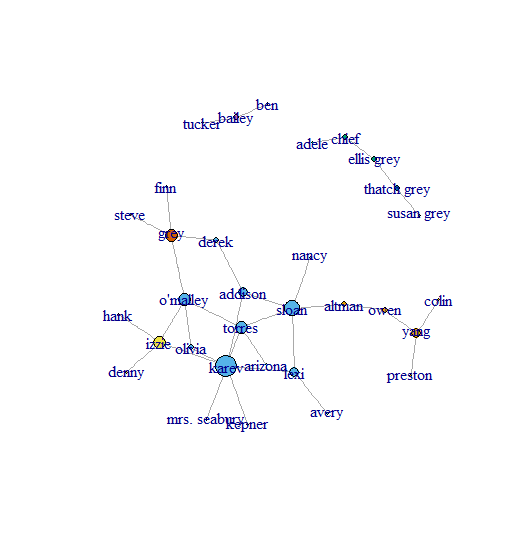 ben
tucker
bailey
adele
chief
ellis grey
thatch grey
susan grey
finn
steve
grey
derek
nancy
o'malley
addison
sloan
altman
owen
colin
hank
torres
yang
izzie
olivia
karev
arizona
lexi
denny
preston
avery
mrs. seabury
kepner